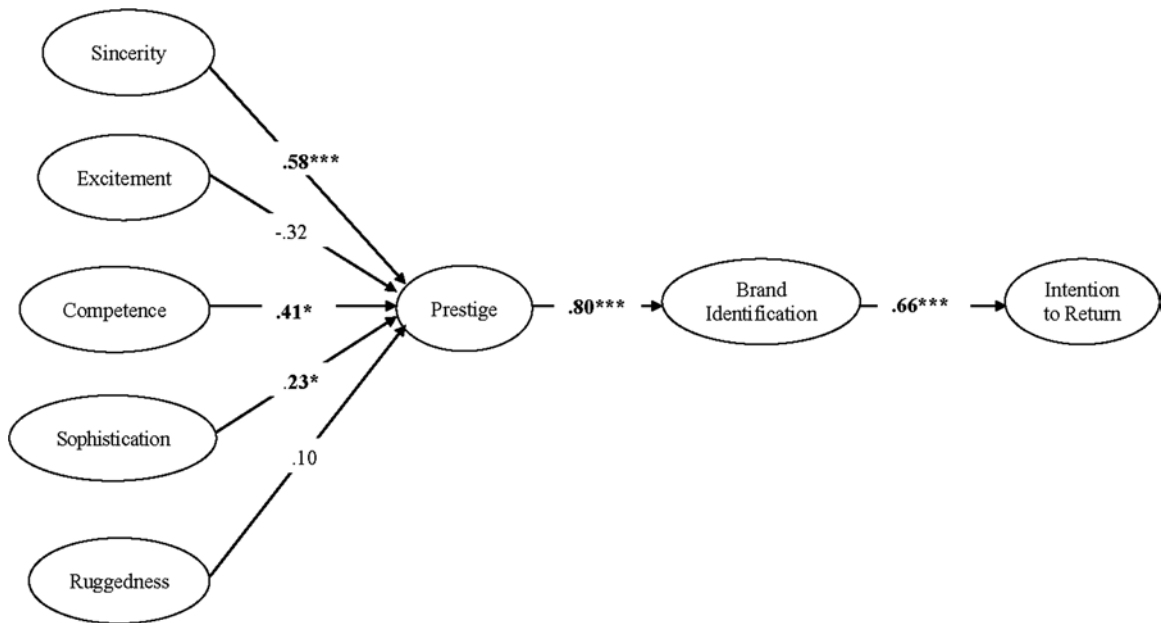 Sincerity
.58***
Excitement
-.32
Competence
.41*
Prestige
.80***
Brand
Identification
.66***
Intention
to Return
.23*
Sophistication
.10
Ruggedness